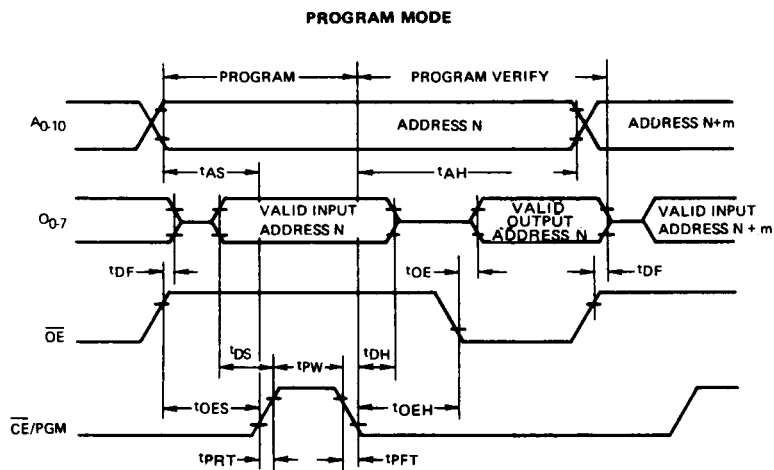 PROGRAM MODE
PROGRAM
PROGRAM VERIFY
A0-10
ADDRESS N
ADDRESS N+m
tAS
tAH
O0-7
VALID INPUT
ADDRESS N
VALID
OUTPUT
ADDRESS N
VALID INPUT
ADDRESS N + m
tDF
tOE
tDF
OE
tDS
tPW
tDH
tOES
tOEH
CE/PGM
tPRT
tPFT